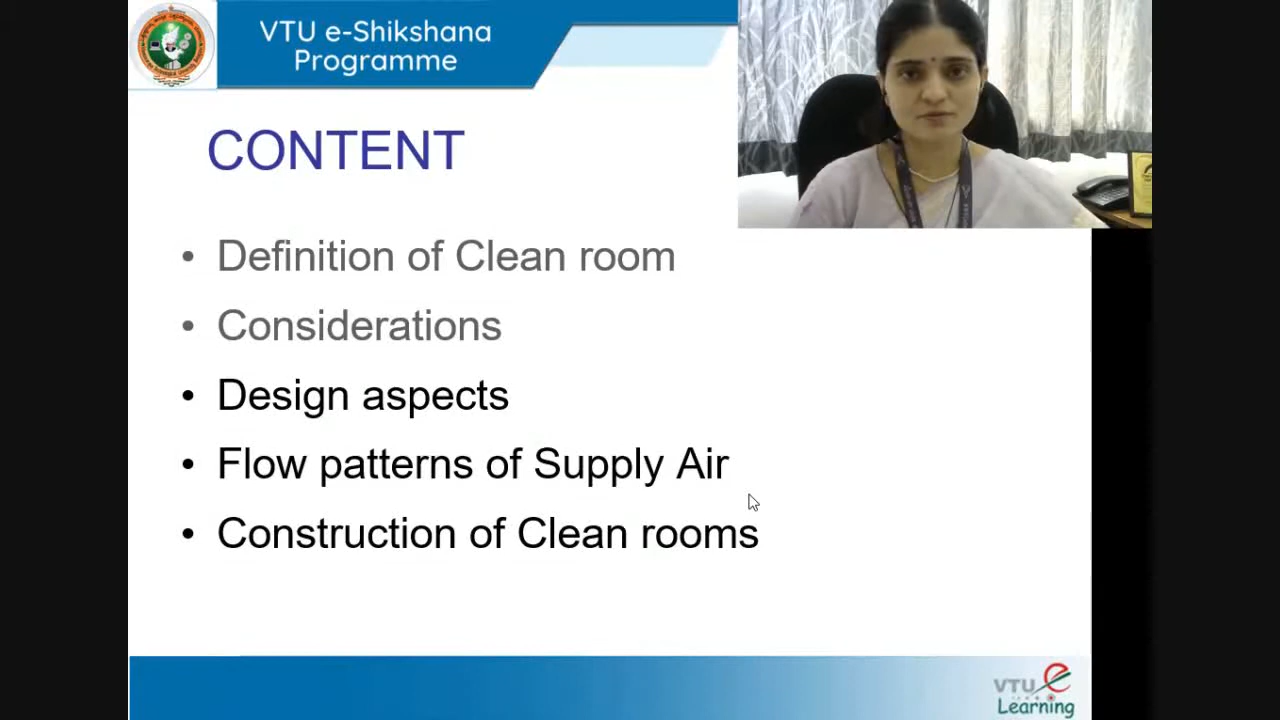 VTU e-Shikshana
Programme
CONTENT
• Definition of Clean room
• Considerations
• Design aspects
• Flow patterns of Supply Air
• Construction of Clean rooms
VTU e
Learning